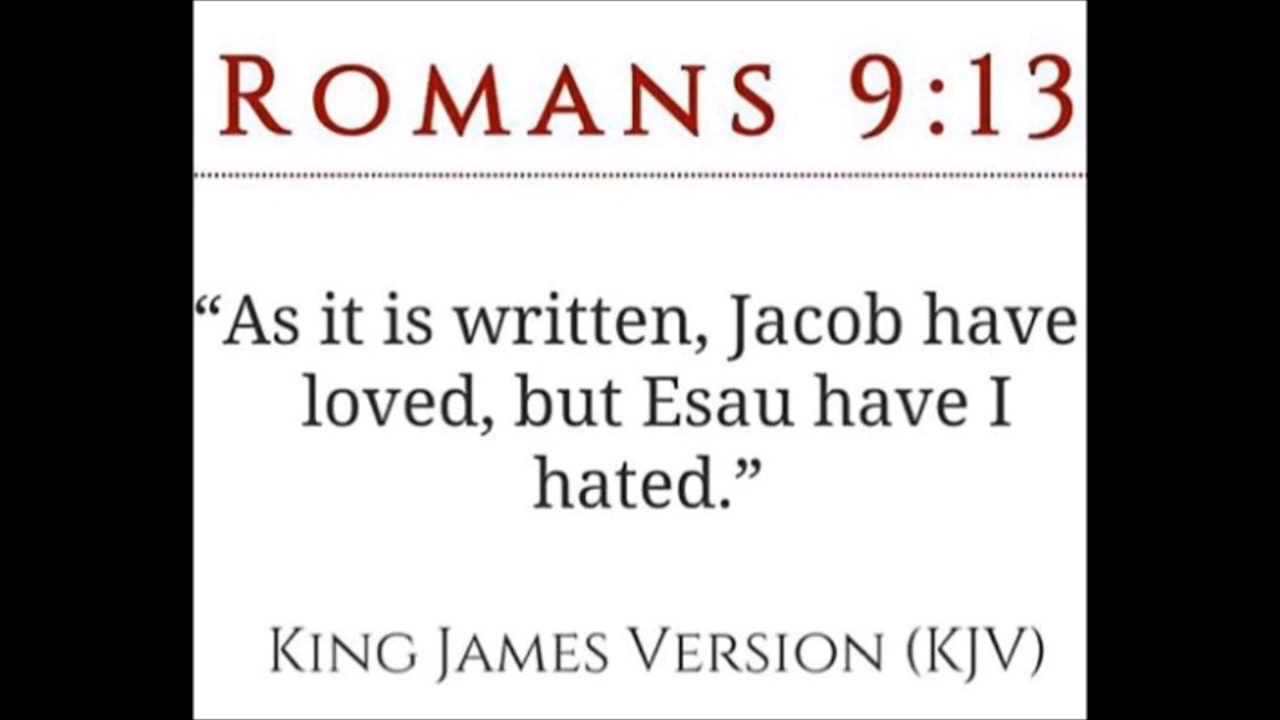 ROMANS 9:13
“As it is written, Jacob have
loved, but Esau have I
hated.”
KING JAMES VERSION (KJV)